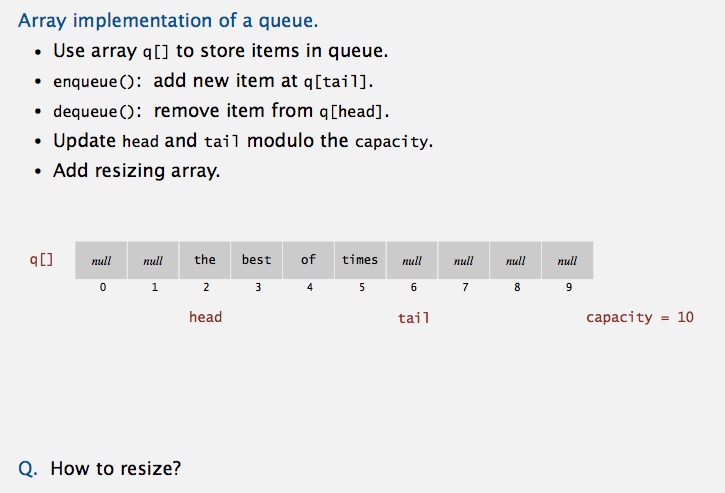 Array implementation of a queue.
• Use array q[] to store items in queue.
• enqueue(): add new item at q[tail].
• dequeue(): remove item from q[head].
• Update head and tail modulo the capacity.
• Add resizing array.
q[] null null the best of times null null null null
0 1 2 3 4 5 6 7 8 9
head tail capacity = 10
Q. How to resize?